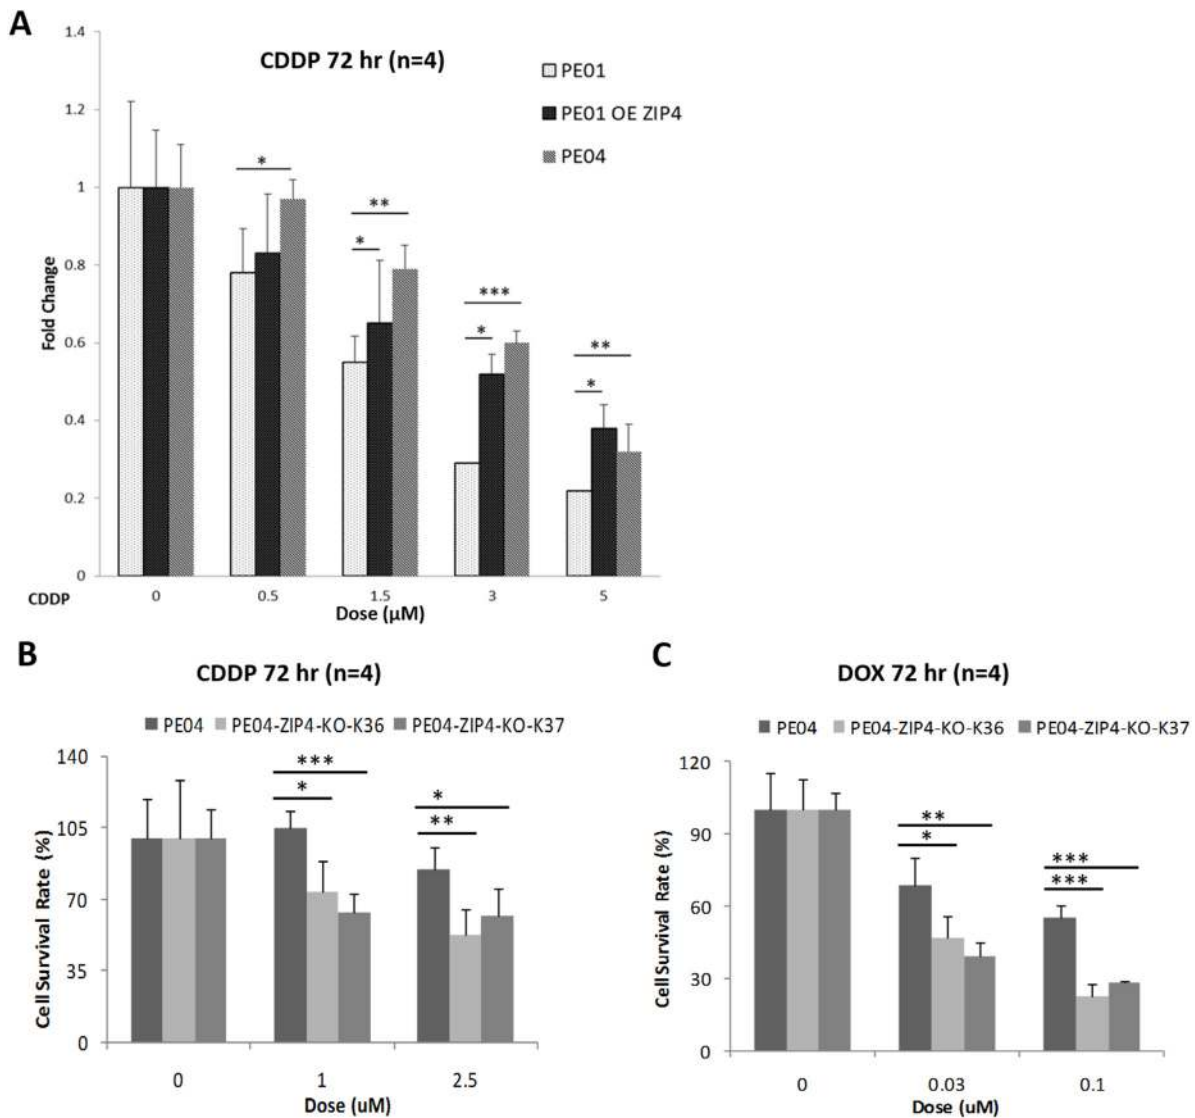 A
CDDP 72 hr (n=4)
PE01
PE01 OE ZIP4
PE04
Fold Change
1.4
1.2
1
0.8
0.6
0.4
0.2
0
*
**
*
***
*
**
*
CDDP 0 0.5 1.5 3 5
Dose (μM)
B
CDDP 72 hr (n=4)
PE04 PE04-ZIP4-KO-K36 PE04-ZIP4-KO-K37
Cell Survival Rate (%)
140
105
70
35
0
***
*
*
**
0 1 2.5
Dose (uM)
C
DOX 72 hr (n=4)
PE04 PE04-ZIP4-KO-K36 PE04-ZIP4-KO-K37
Cell Survival Rate (%)
120
90
60
30
0
**
*
***
***
0 0.03 0.1
Dose (uM)